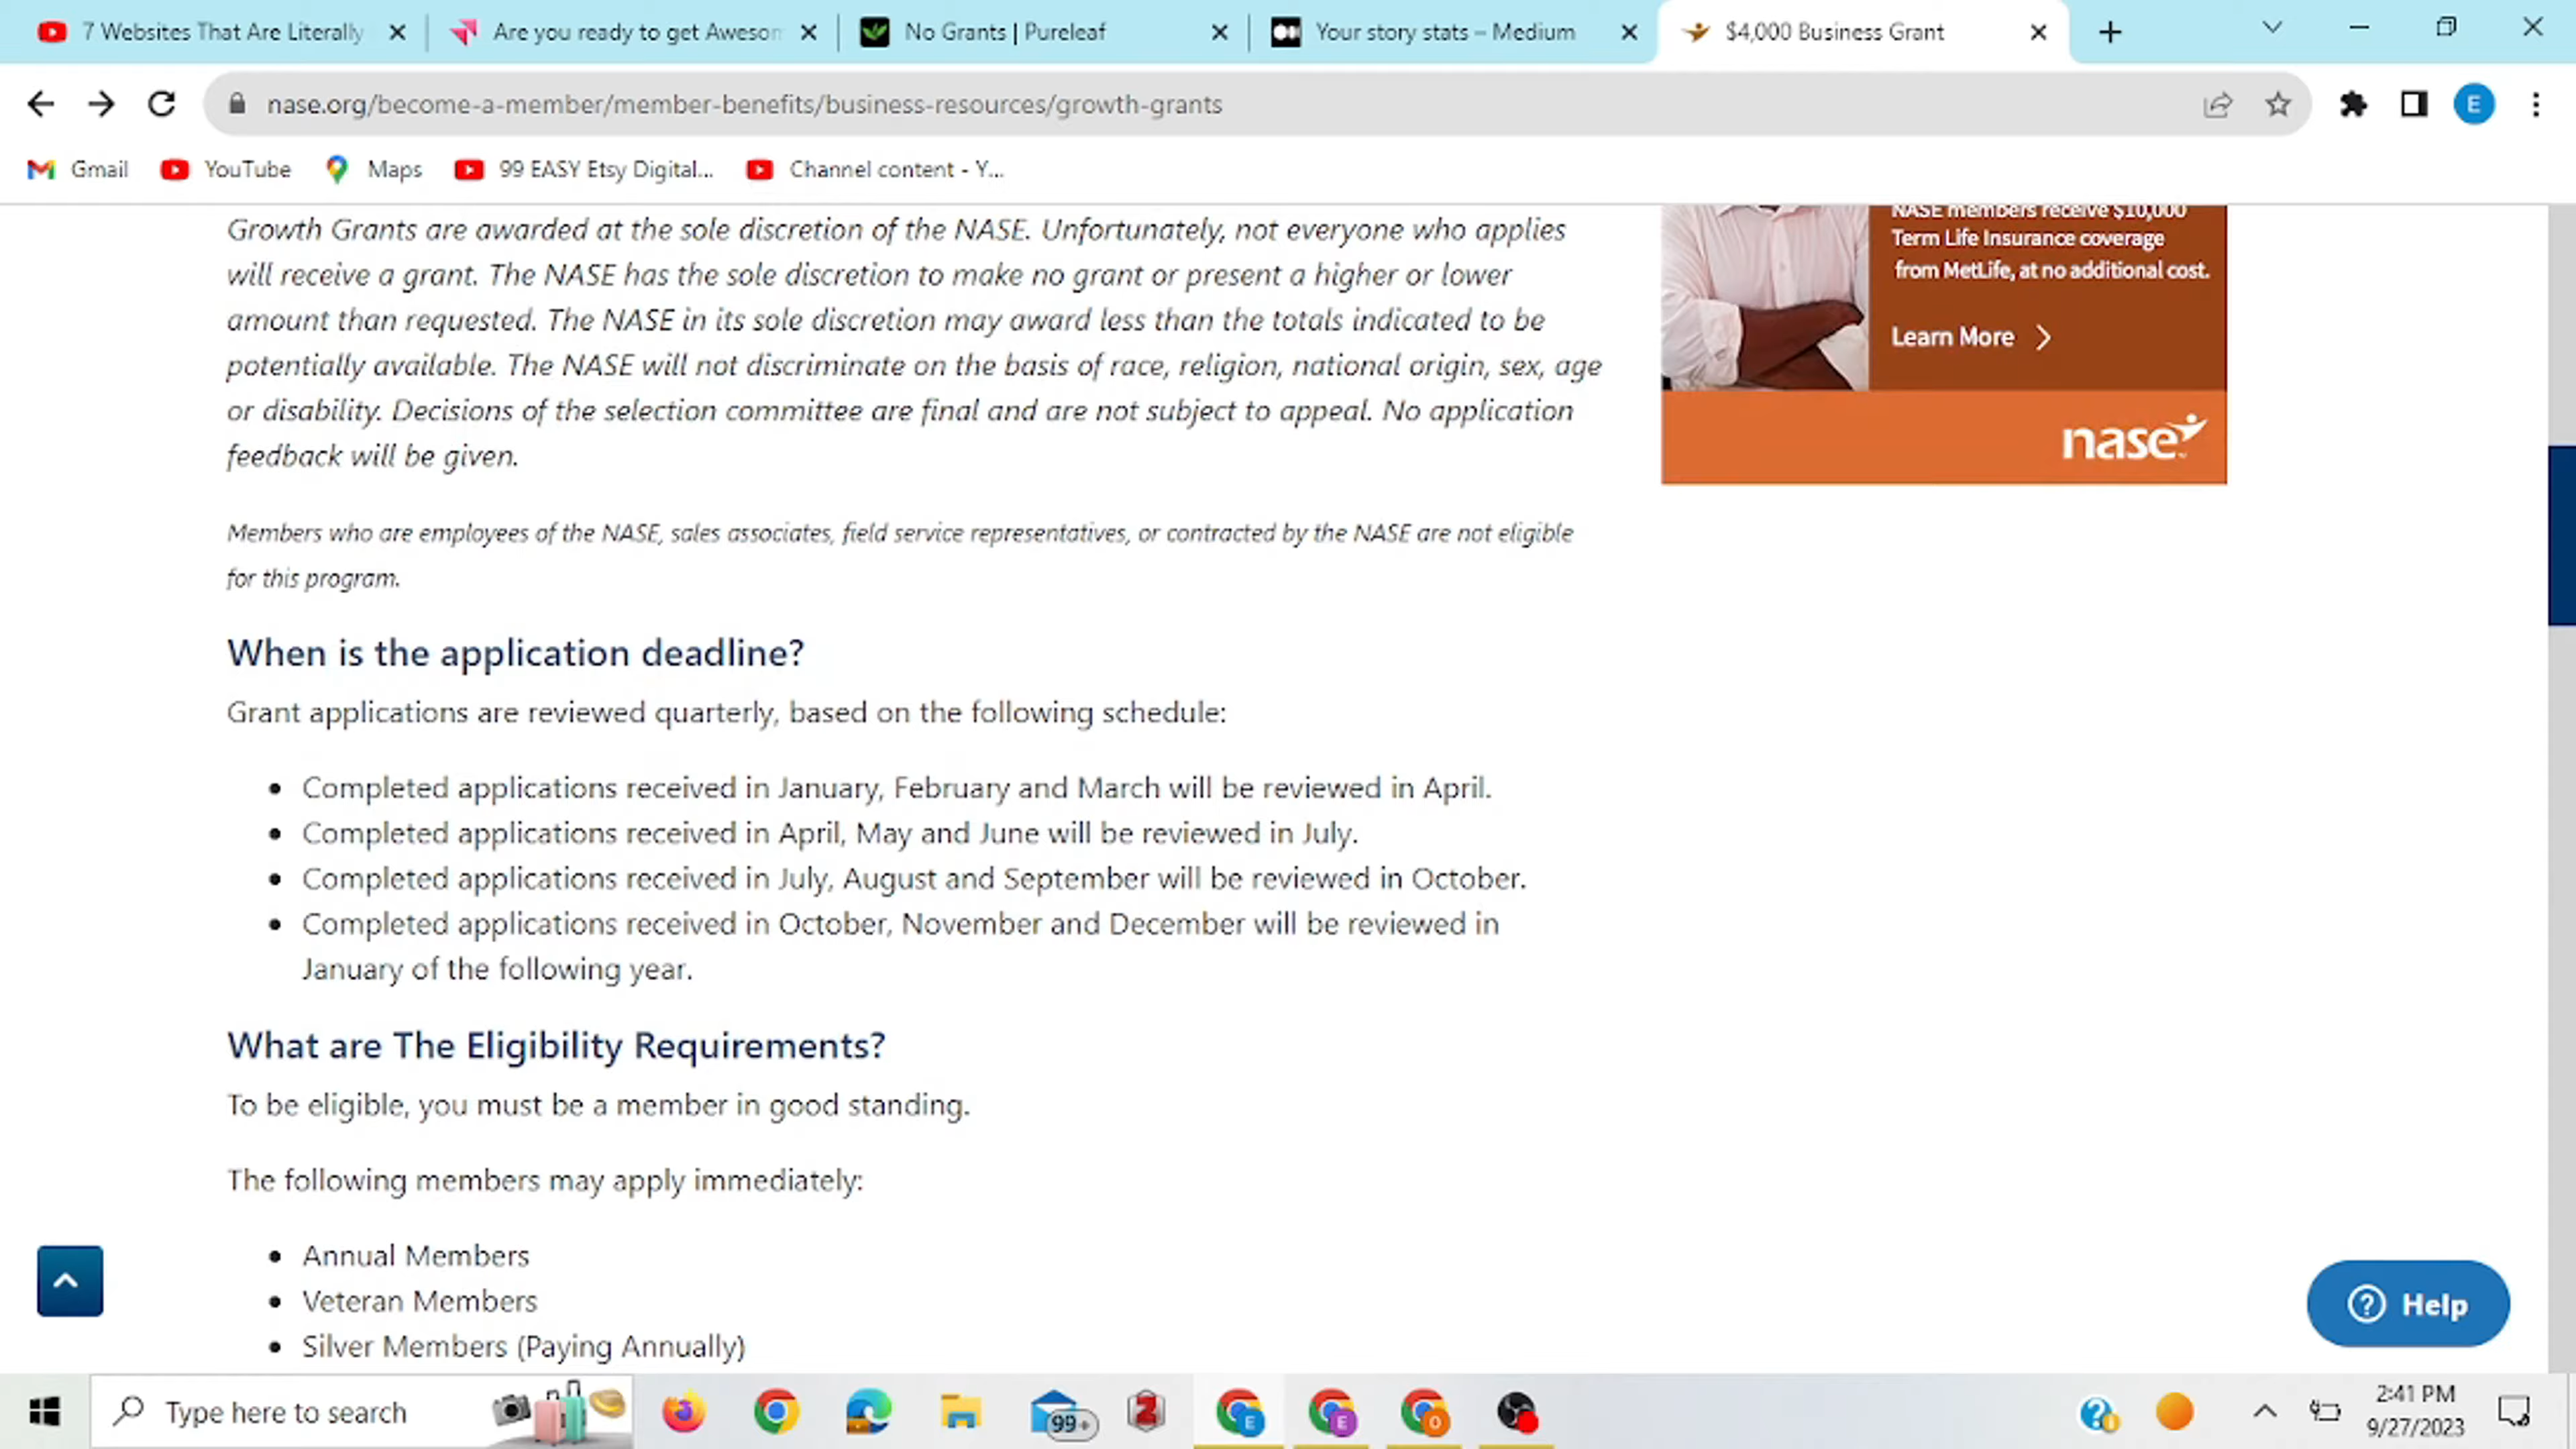 7 Websites That Are Literally
Are you ready to get Aweson
No Grants | Pureleaf
Your story stats – Medium
$4,000 Business Grant
nase.org/become-a-member/member-benefits/business-resources/growth-grants
E
Gmail
YouTube
Maps
99 EASY Etsy Digital...
Channel content - Y...
Growth Grants are awarded at the sole discretion of the NASE. Unfortunately, not everyone who applies
will receive a grant. The NASE has the sole discretion to make no grant or present a higher or lower
amount than requested. The NASE in its sole discretion may award less than the totals indicated to be
potentially available. The NASE will not discriminate on the basis of race, religion, national origin, sex, age
or disability. Decisions of the selection committee are final and are not subject to appeal. No application
feedback will be given.
Members who are employees of the NASE, sales associates, field service representatives, or contracted by the NASE are not eligible
for this program.
NASE members receive $10,000
Term Life Insurance coverage
from MetLife, at no additional cost.
Learn More
nase
When is the application deadline?
Grant applications are reviewed quarterly, based on the following schedule:
• Completed applications received in January, February and March will be reviewed in April.
• Completed applications received in April, May and June will be reviewed in July.
• Completed applications received in July, August and September will be reviewed in October.
• Completed applications received in October, November and December will be reviewed in
January of the following year.
What are The Eligibility Requirements?
To be eligible, you must be a member in good standing.
The following members may apply immediately:
• Annual Members
• Veteran Members
• Silver Members (Paying Annually)
Help
Type here to search
99+
E
E
O
2:41 PM
9/27/2023